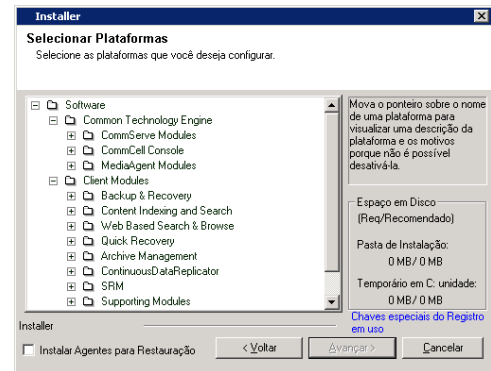 Installer
Selecionar Plataformas
Selecione as plataformas que você deseja configurar.
Software
Common Technology Engine
CommServe Modules
CommCell Console
MediaAgent Modules
Client Modules
Backup & Recovery
Content Indexing and Search
Web Based Search & Browse
Quick Recovery
Archive Management
ContinuousDataReplicator
SRM
Supporting Modules
Mova o ponteiro sobre o nome
de uma plataforma para
visualizar uma descrição da
plataforma e os motivos
porque não é possível
desativá-la.
Espaço em Disco
(Req/Recomendado)
Pasta de Instalação:
0 MB/ 0 MB
Temporário em C: unidade:
0 MB/ 0 MB
Chaves especiais do Registro
em uso
Installer
Instalar Agentes para Restauração
< Voltar
Avançar >
Cancelar